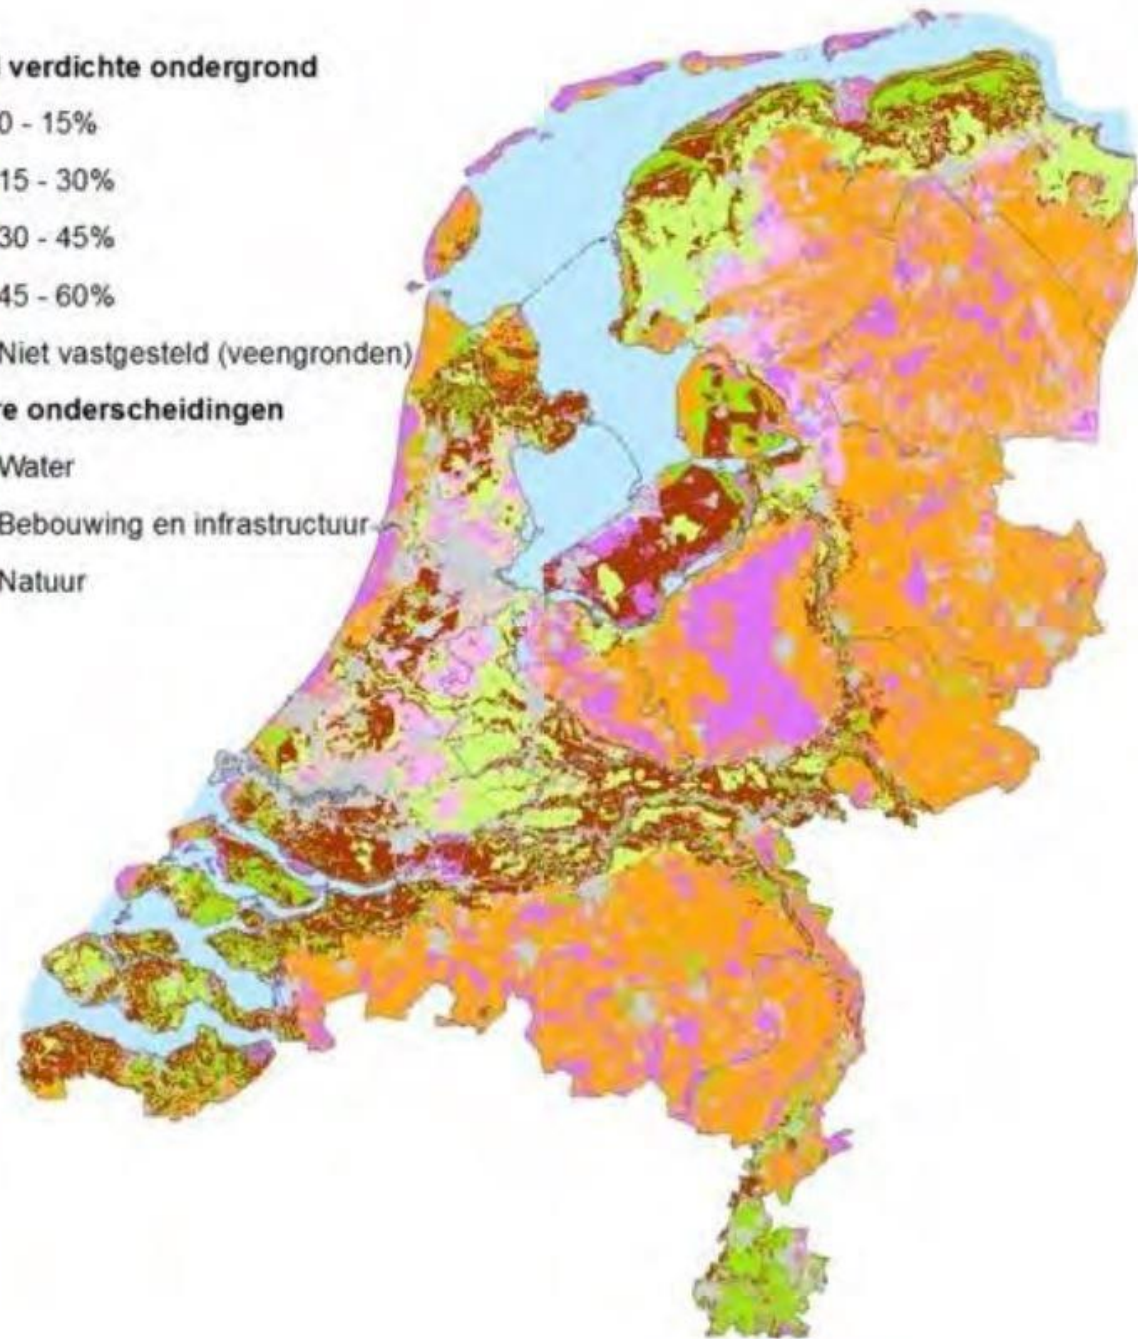 verdichte ondergrond
0 - 15%
15 - 30%
30 - 45%
45 - 60%
Niet vastgesteld (veengronden)
re onderscheidingen
Water
Bebouwing en infrastructuur
Natuur